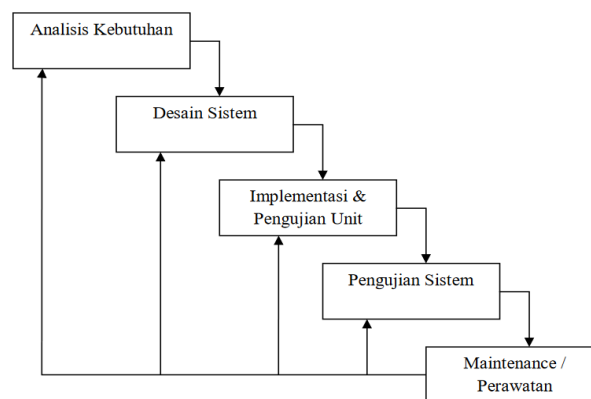 Analisis Kebutuhan
Desain Sistem
Implementasi &
Pengujian Unit
Pengujian Sistem
Maintenance /
Perawatan